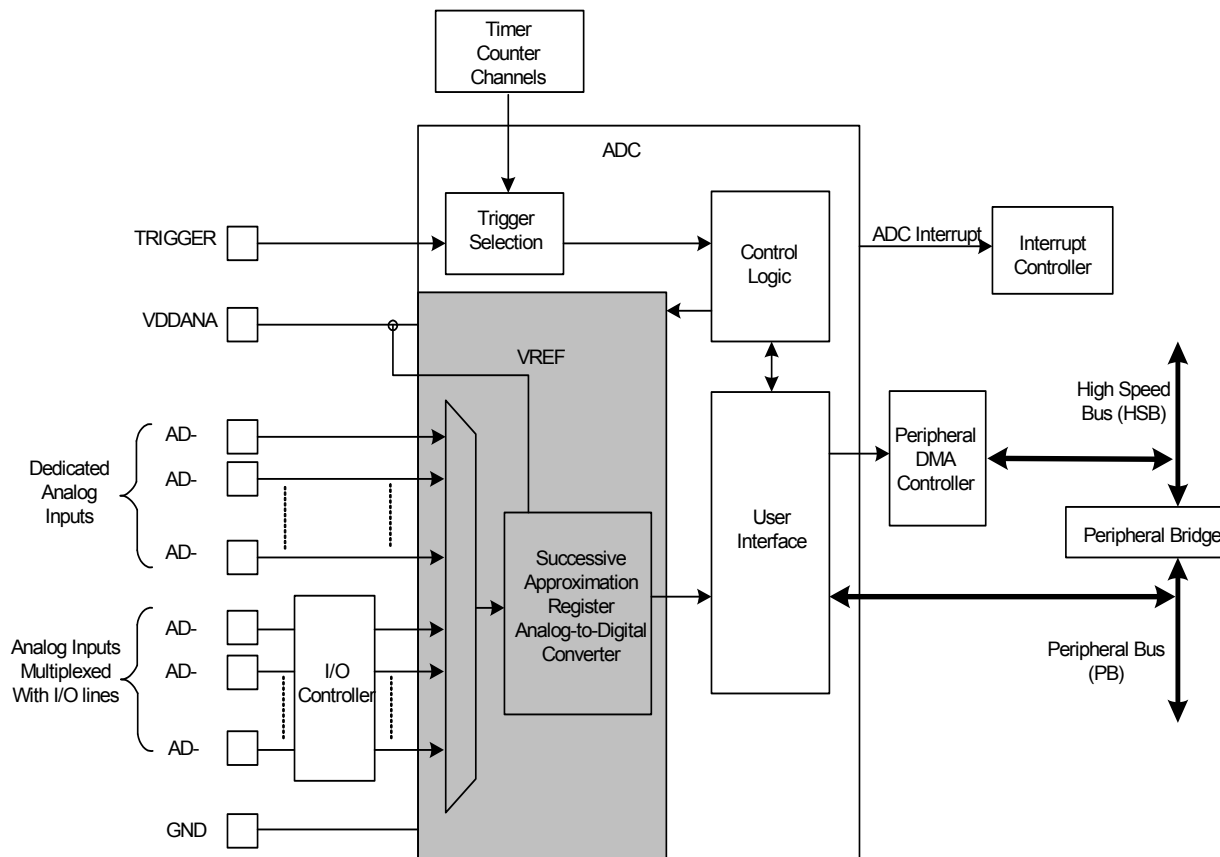 Timer
Counter
Channels
ADC
TRIGGER
Trigger
Selection
Control
Logic
ADC Interrupt
Interrupt
Controller
VDDANA
VREF
High Speed
Bus (HSB)
Dedicated
Analog
Inputs
AD-
AD-
AD-
Peripheral
DMA
Controller
User
Interface
Peripheral Bridge
Successive
Approximation
Register
Analog-to-Digital
Converter
Analog Inputs
Multiplexed
With I/O lines
AD-
AD-
AD-
I/O
Controller
Peripheral Bus
(PB)
GND